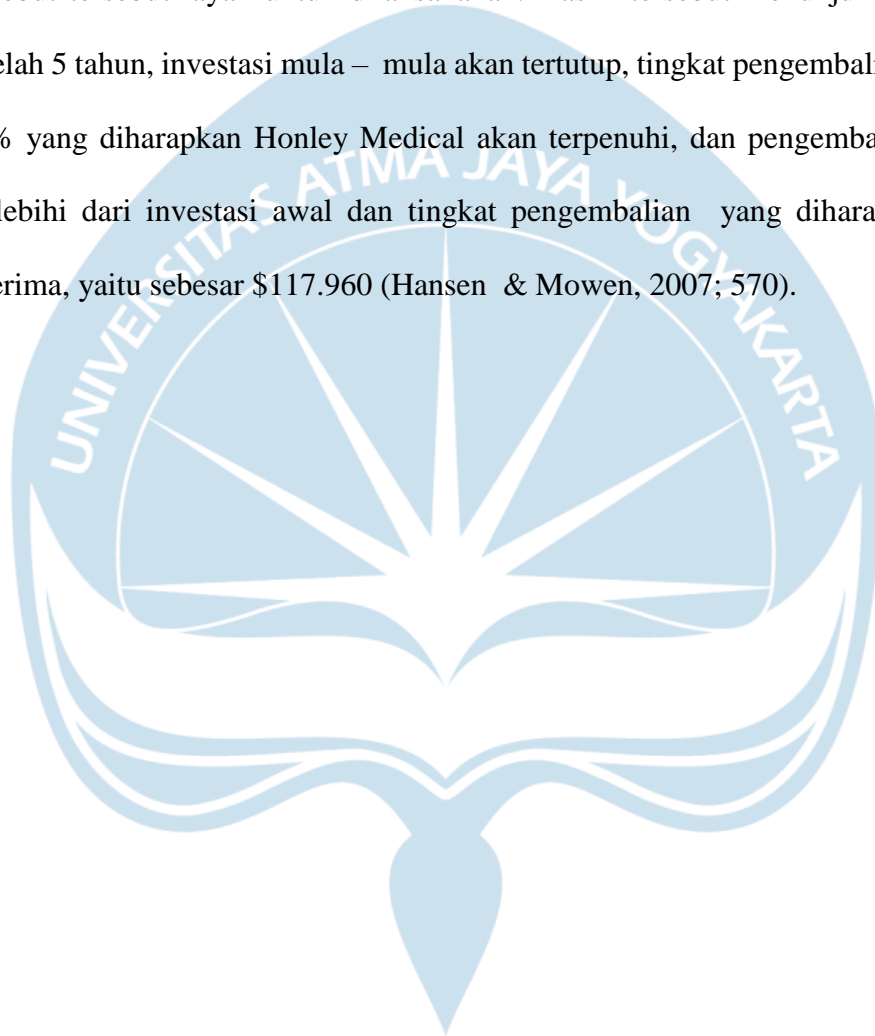 elah 5 tahun, investasi mula – mula akan tertutup, tingkat pengembali
% yang diharapkan Honley Medical akan terpenuhi, dan pengemba
lebihi dari investasi awal dan tingkat pengembalian yang dihara
erima, yaitu sebesar $117.960 (Hansen & Mowen, 2007; 570).
UNIVERSITAS ATMA JAYA YOGYAKARTA